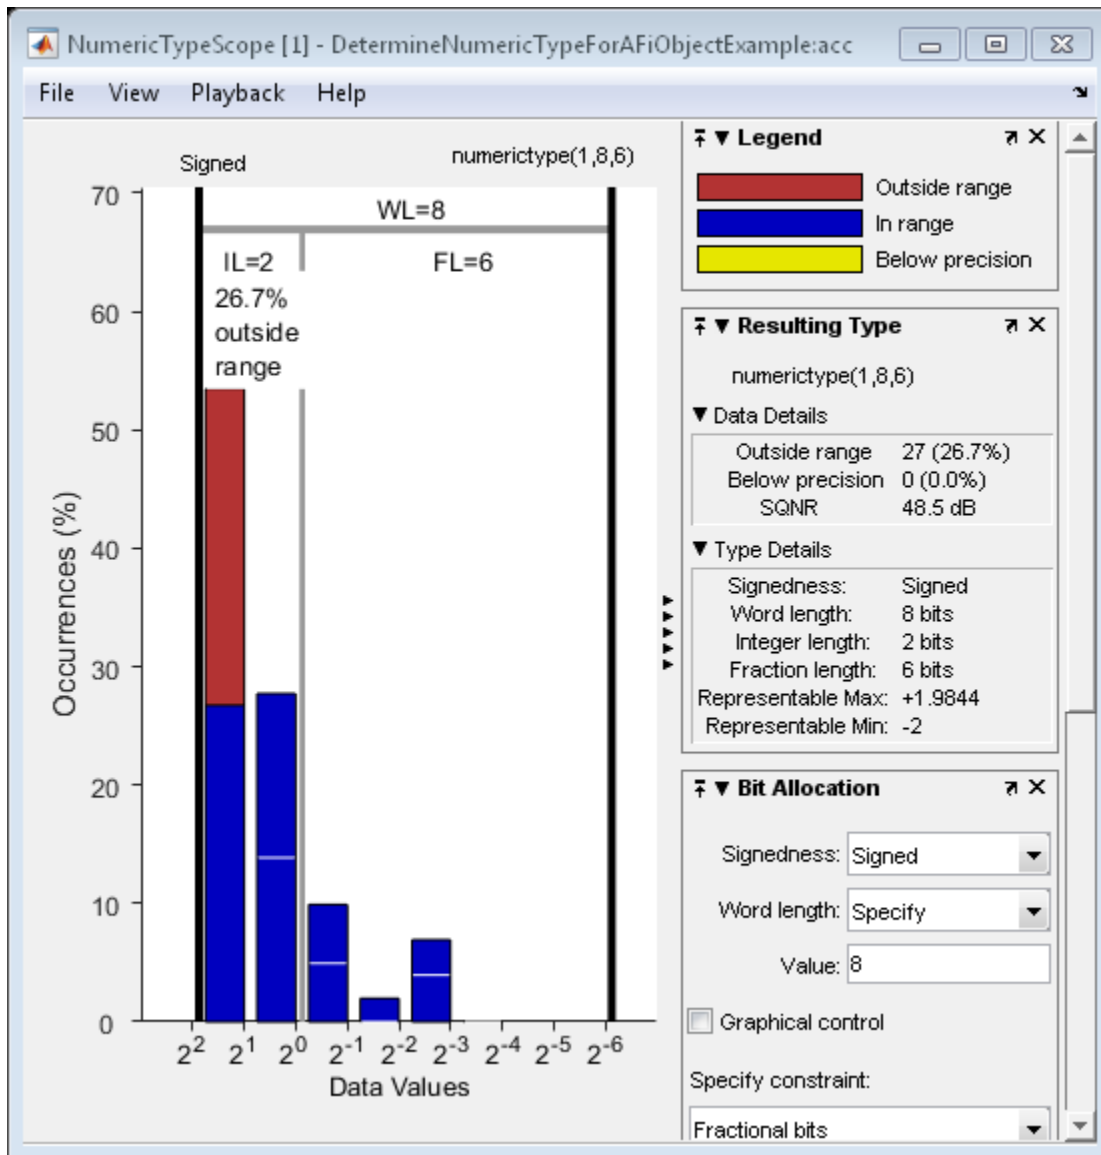 NumericTypeScope [1] - DetermineNumericTypeForAFiObjectExample:acc
File View Playback Help
Signed numerictype(1,8,6)
70
WL=8
IL=2 FL=6
26.7%
outside
range
60
50
40
30
20
10
0
Occurrences (%)
2^2 2^1 2^0 2^-1 2^-2 2^-3 2^-4 2^-5 2^-6
Data Values
Legend
Outside range
In range
Below precision
Resulting Type
numerictype(1,8,6)
Data Details
Outside range 27 (26.7%)
Below precision 0 (0.0%)
SQNR 48.5 dB
Type Details
Signedness: Signed
Word length: 8 bits
Integer length: 2 bits
Fraction length: 6 bits
Representable Max: +1.9844
Representable Min: -2
Bit Allocation
Signedness: Signed
Word length: Specify
Value: 8
Graphical control
Specify constraint:
Fractional bits